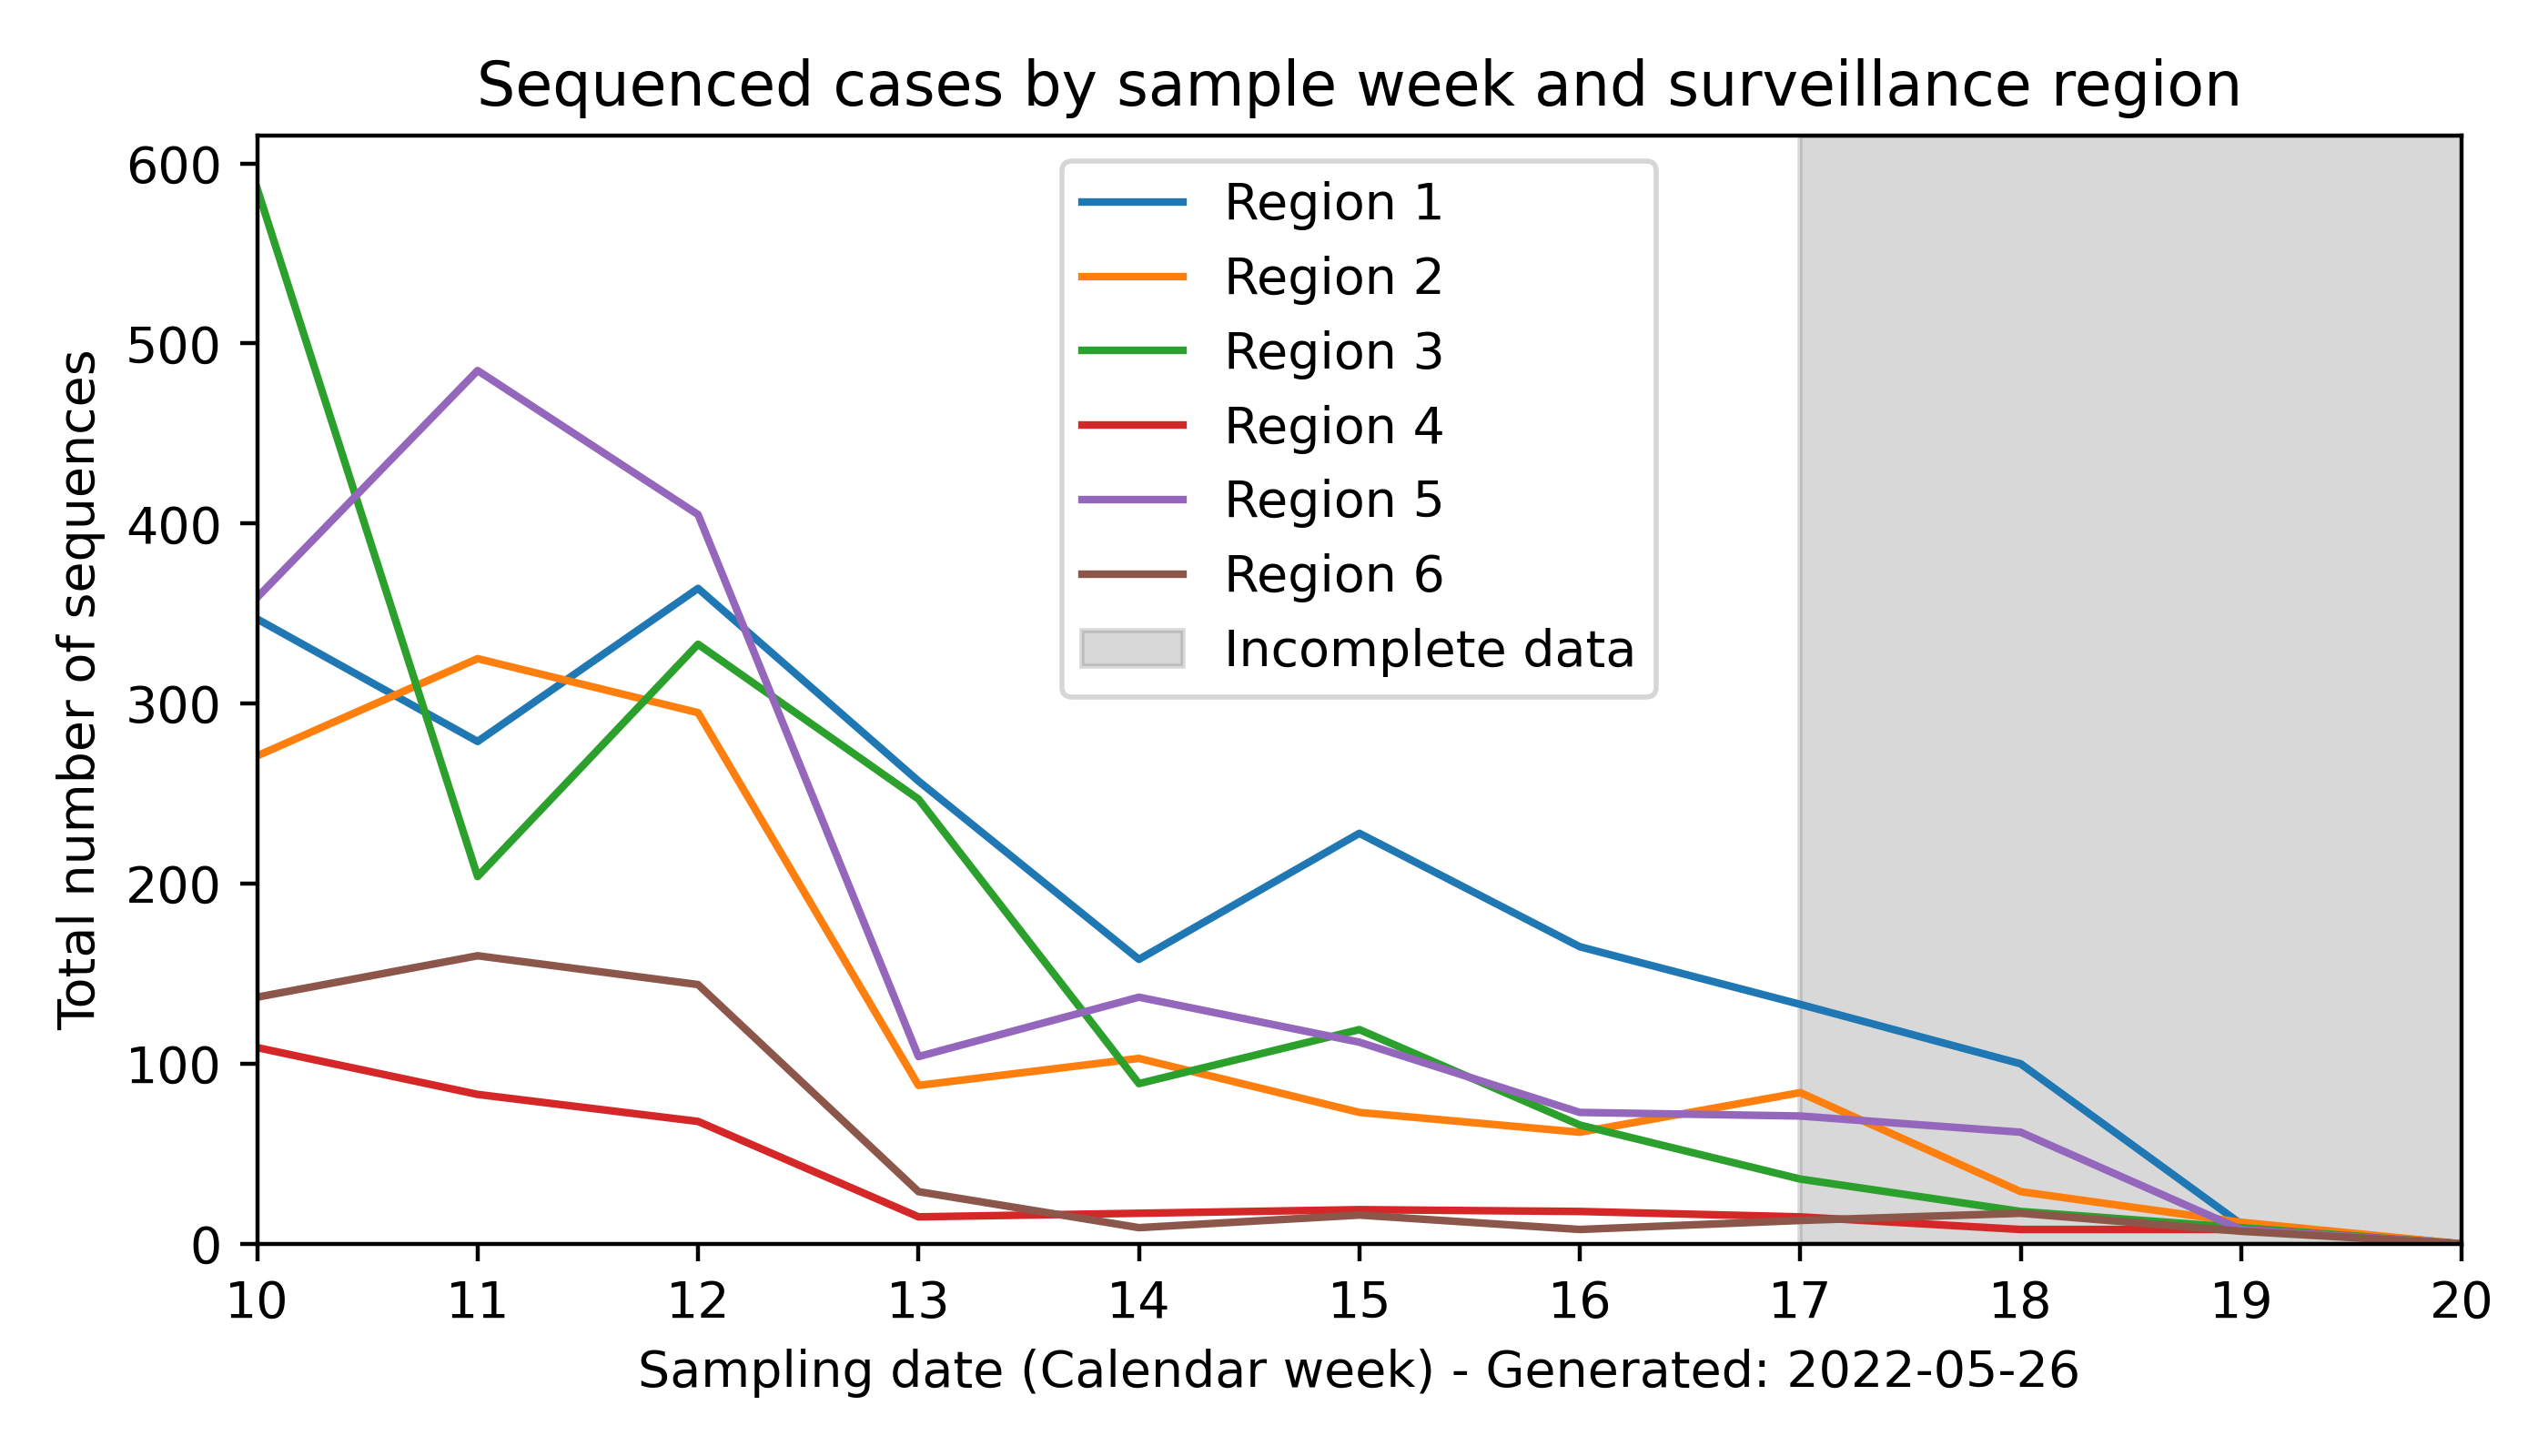 Sequenced cases by sample week and surveillance region
Total number of sequences
600
500
400
300
200
100
0
Region 1
Region 2
Region 3
Region 4
Region 5
Region 6
Incomplete data
10 11 12 13 14 15 16 17 18 19 20
Sampling date (Calendar week) - Generated: 2022-05-26